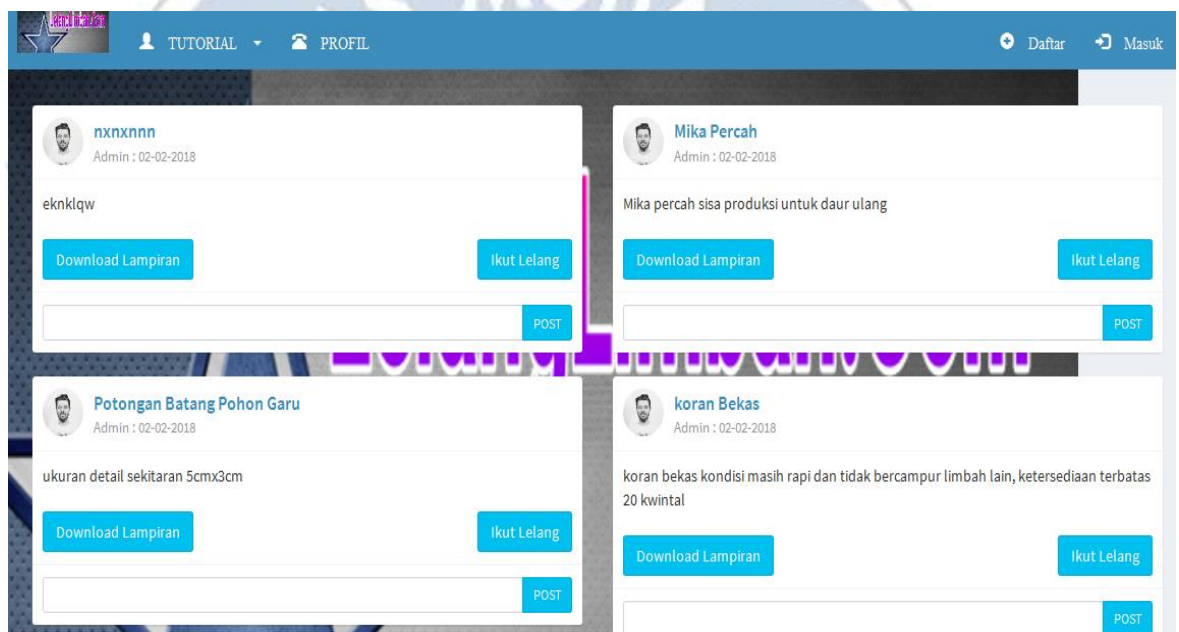 TUTORIAL
PROFIL
Daftar
Masuk
nxnxnnn
Admin : 02-02-2018
eknklqw
Download Lampiran
Ikut Lelang
POST
Mika Percah
Admin : 02-02-2018
Mika percah sisa produksi untuk daur ulang
Download Lampiran
Ikut Lelang
POST
Potongan Batang Pohon Garu
Admin : 02-02-2018
ukuran detail sekitaran 5cmx3cm
Download Lampiran
Ikut Lelang
POST
koran Bekas
Admin : 02-02-2018
koran bekas kondisi masih rapi dan tidak bercampur limbah lain, ketersediaan terbatas
20 kwintal
Download Lampiran
Ikut Lelang
POST